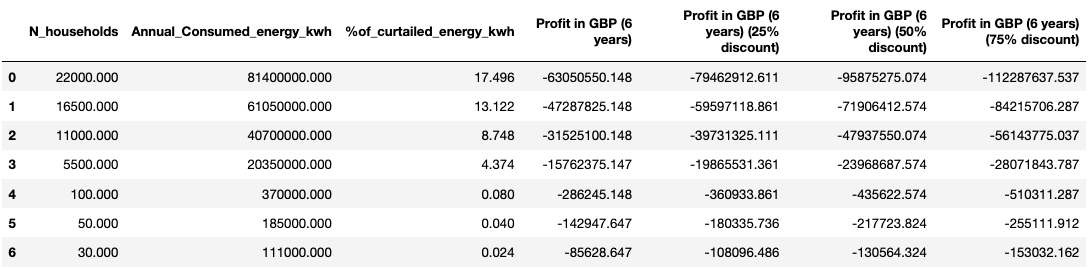 N_households Annual_Consumed_energy_kwh %of_curtailed_energy_kwh Profit in GBP (6 years) Profit in GBP (6 years) (25% discount) Profit in GBP (6 years) (50% discount) Profit in GBP (6 years) (75% discount)
0 22000.000 81400000.000 17.496 -63050550.148 -79462912.611 -95875275.074 -112287637.537
1 16500.000 61050000.000 13.122 -47287825.148 -59597118.861 -71906412.574 -84215706.287
2 11000.000 40700000.000 8.748 -31525100.148 -39731325.111 -47937550.074 -56143775.037
3 5500.000 20350000.000 4.374 -15762375.147 -19865531.361 -23968687.574 -28071843.787
4 100.000 370000.000 0.080 -286245.148 -360933.861 -435622.574 -510311.287
5 50.000 185000.000 0.040 -142947.647 -180335.736 -217723.824 -255111.912
6 30.000 111000.000 0.024 -85628.647 -108096.486 -130564.324 -153032.162